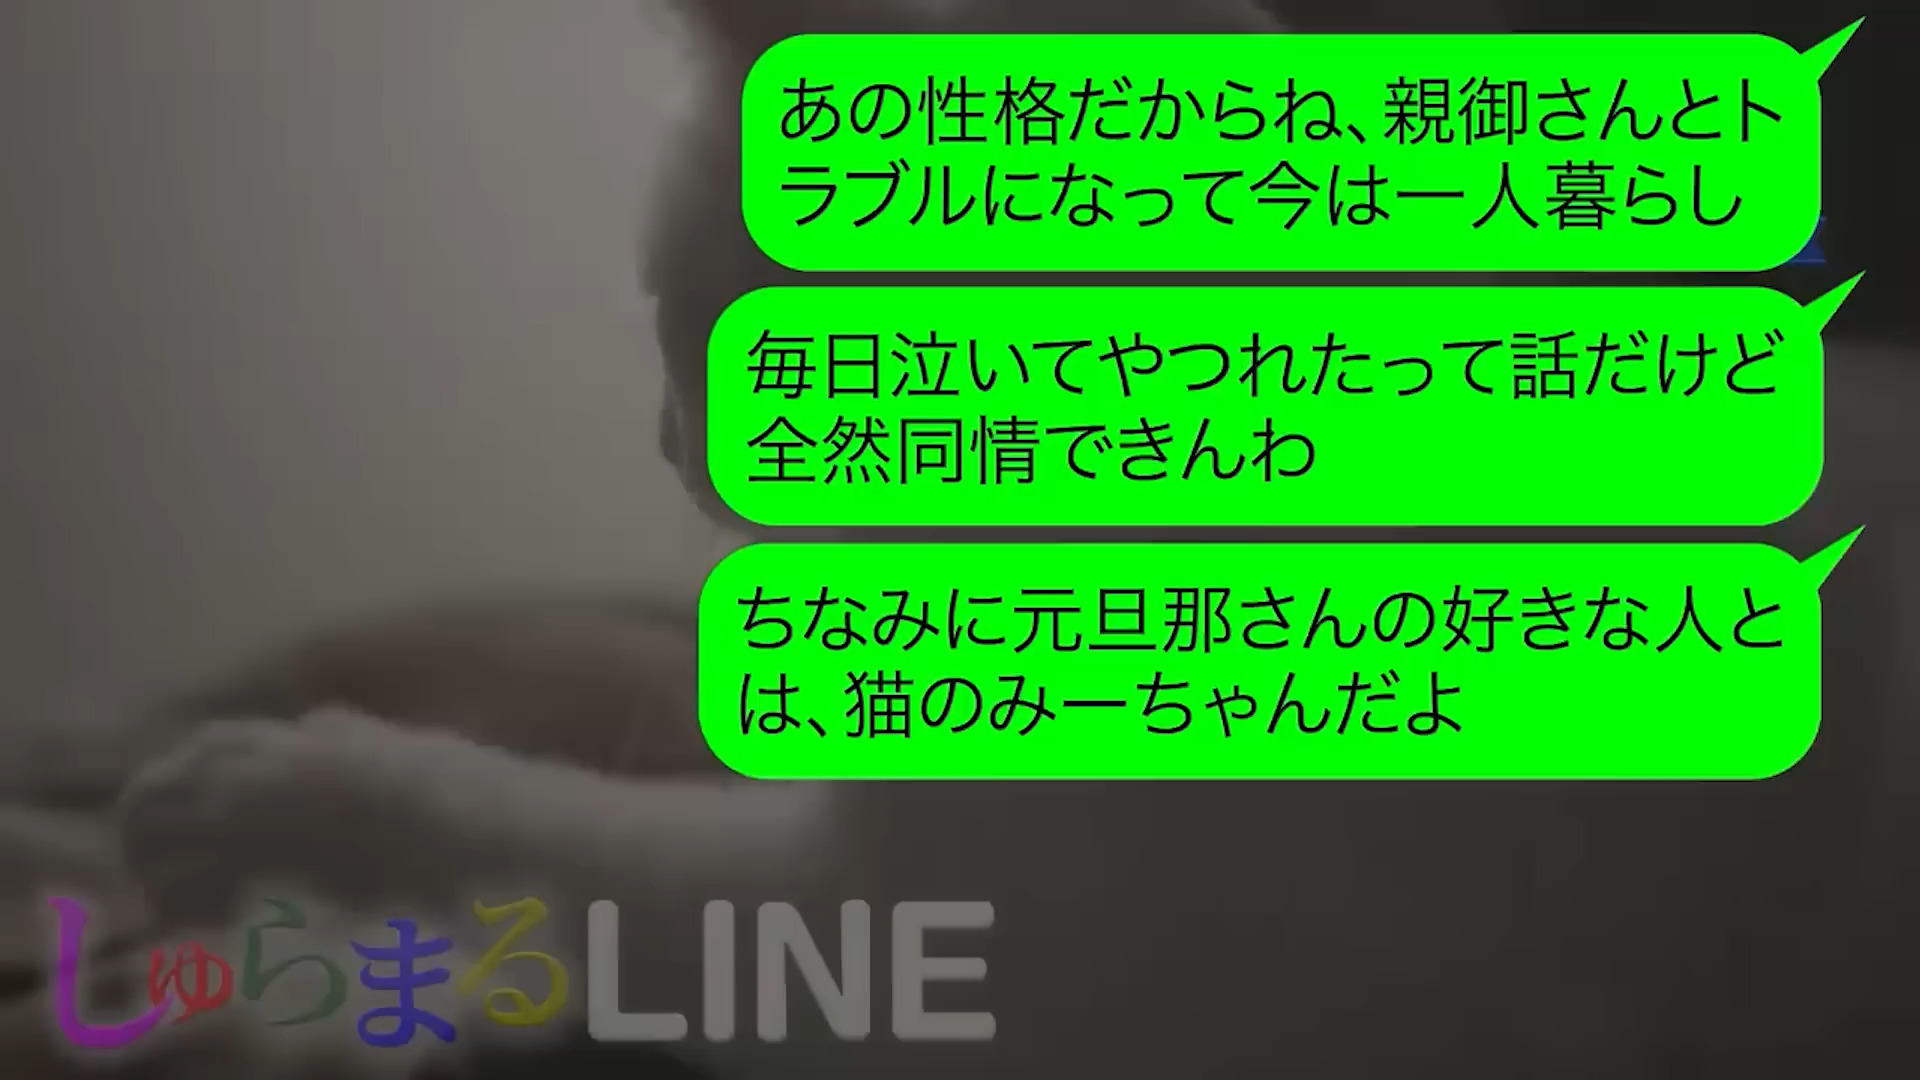 あの性格だからね、親御さんとト
ラブルになって今は一人暮らし
毎日泣いてやつれたって話だけど
全然同情できんわ
ちなみに元旦那さんの好きな人と
は、猫のみーちゃんだよ
しゅらまるLINE